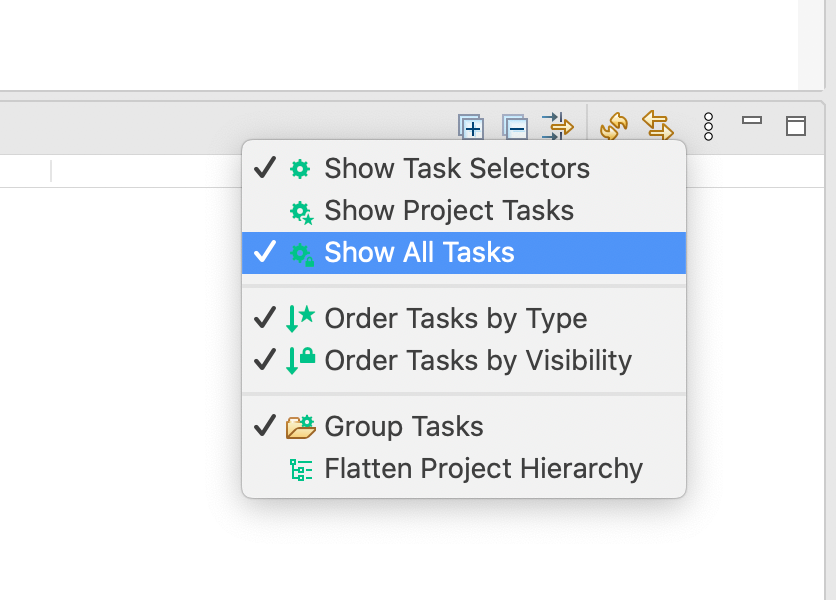 Show Task Selectors
Show Project Tasks
Show All Tasks
Order Tasks by Type
Order Tasks by Visibility
Group Tasks
Flatten Project Hierarchy